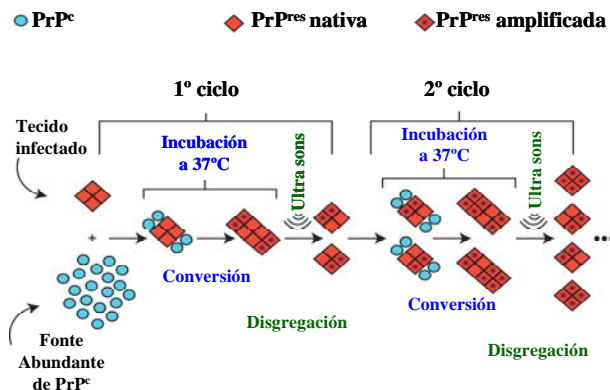 PrPᶜ
PrPʳᵉˢ nativa
PrPʳᵉˢ amplificada
1º ciclo
2º ciclo
Tecido
infectado
Incubación
a 37ºC
Ultra sons
Incubación
a 37ºC
Ultra sons
+
...
Conversión
Conversión
Disgregación
Disgregación
Fonte
Abundante
de PrPᶜ